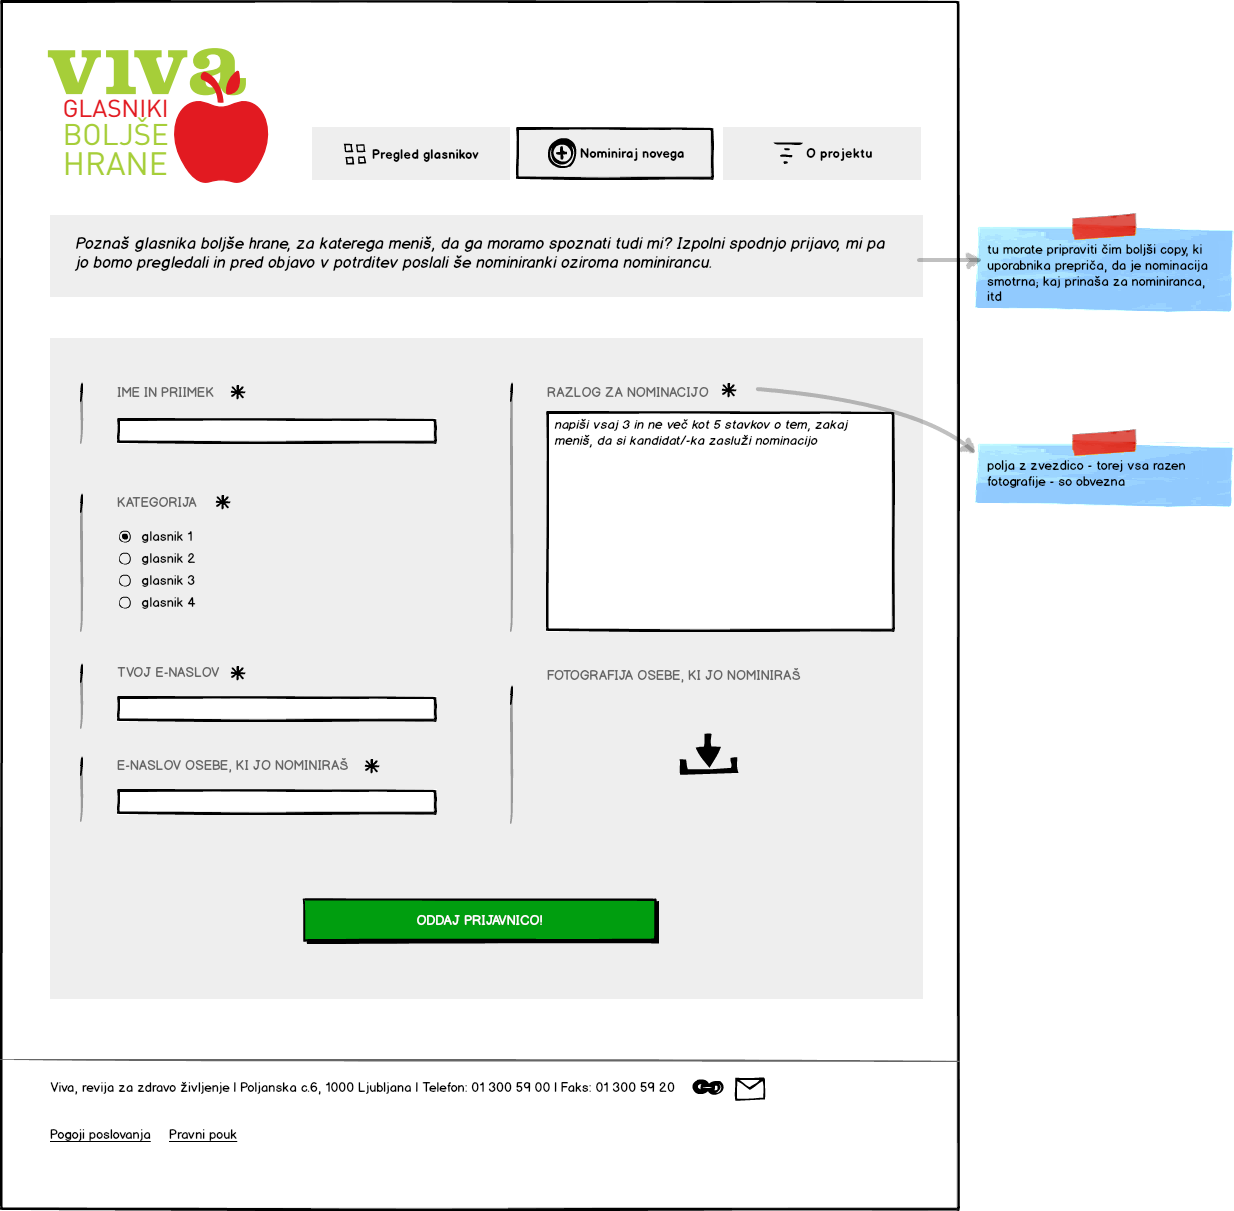 viva
GLASNIKI
BOLJŠE
HRANE
Pregled glasnikov
Nominiraj novega
O projektu
Poznaš glasnika boljše hrane, za katerega meniš, da ga moramo spoznati tudi mi? Izpolni spodnjo prijavo, mi pa
jo bomo pregledali in pred objavo v potrditev poslali še nominiranki oziroma nominirancu.
tu morate pripraviti čim boljši copy, ki
uporabnika prepriča, da je nominacija
smotrna; kaj prinaša za nominiranca,
itd
IME IN PRIIMEK *
KATEGORIJA *
glasnik 1
glasnik 2
glasnik 3
glasnik 4
TVOJ E-NASLOV *
E-NASLOV OSEBE, KI JO NOMINIRAŠ *
RAZLOG ZA NOMINACIJO *
napiši vsaj 3 in ne več kot 5 stavkov o tem, zakaj
meniš, da si kandidat/-ka zasluži nominacijo
polja z zvezdico - torej vsa razen
fotografije - so obvezna
FOTOGRAFIJA OSEBE, KI JO NOMINIRAŠ
ODDAJ PRIJAVNICO!
Viva, revija za zdravo življenje | Poljanska c.6, 1000 Ljubljana | Telefon: 01 300 59 00 | Faks: 01 300 59 20
Pogoji poslovanja Pravni pouk